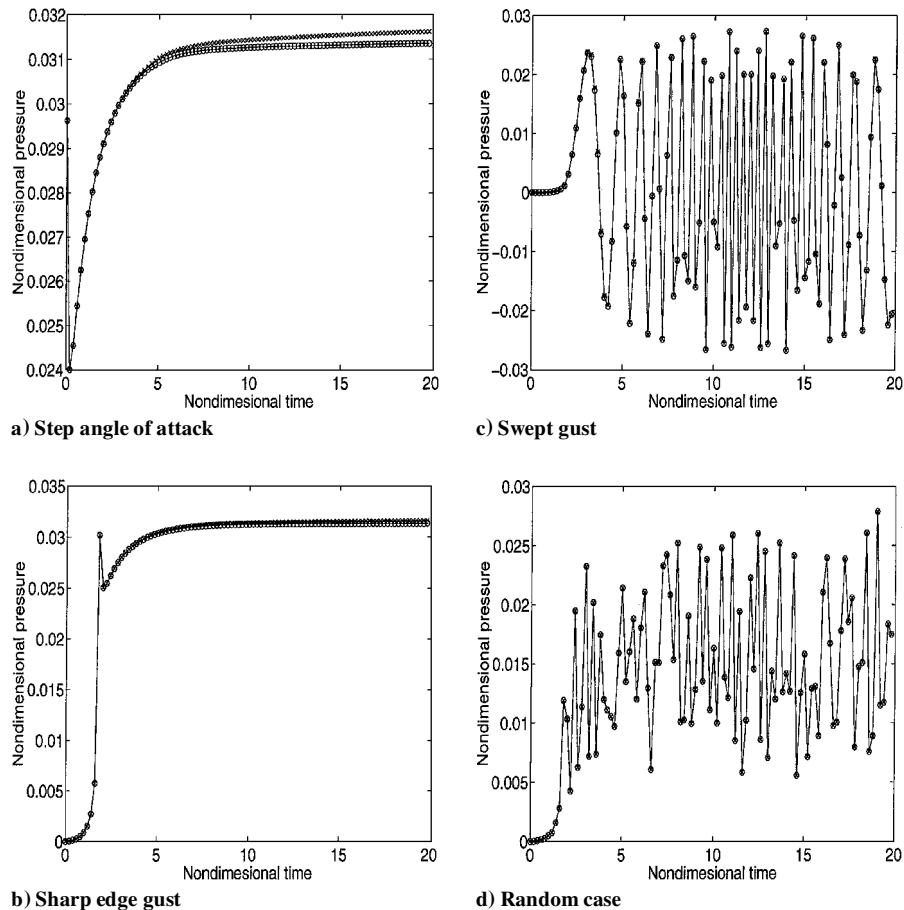 0.032
0.031
0.03
0.029
0.028
0.027
0.026
0.025
0.024
Nondimensional pressure
0 5 10 15 20
Nondimesional time
a) Step angle of attack
0.03
0.02
0.01
0
−0.01
−0.02
−0.03
Nondimensional pressure
0 5 10 15 20
Nondimesional time
c) Swept gust
0.035
0.03
0.025
0.02
0.015
0.01
0.005
0
Nondimensional pressure
0 5 10 15 20
Nondimesional time
b) Sharp edge gust
0.03
0.025
0.02
0.015
0.01
0.005
0
Nondimensional pressure
0 5 10 15 20
Nondimesional time
d) Random case